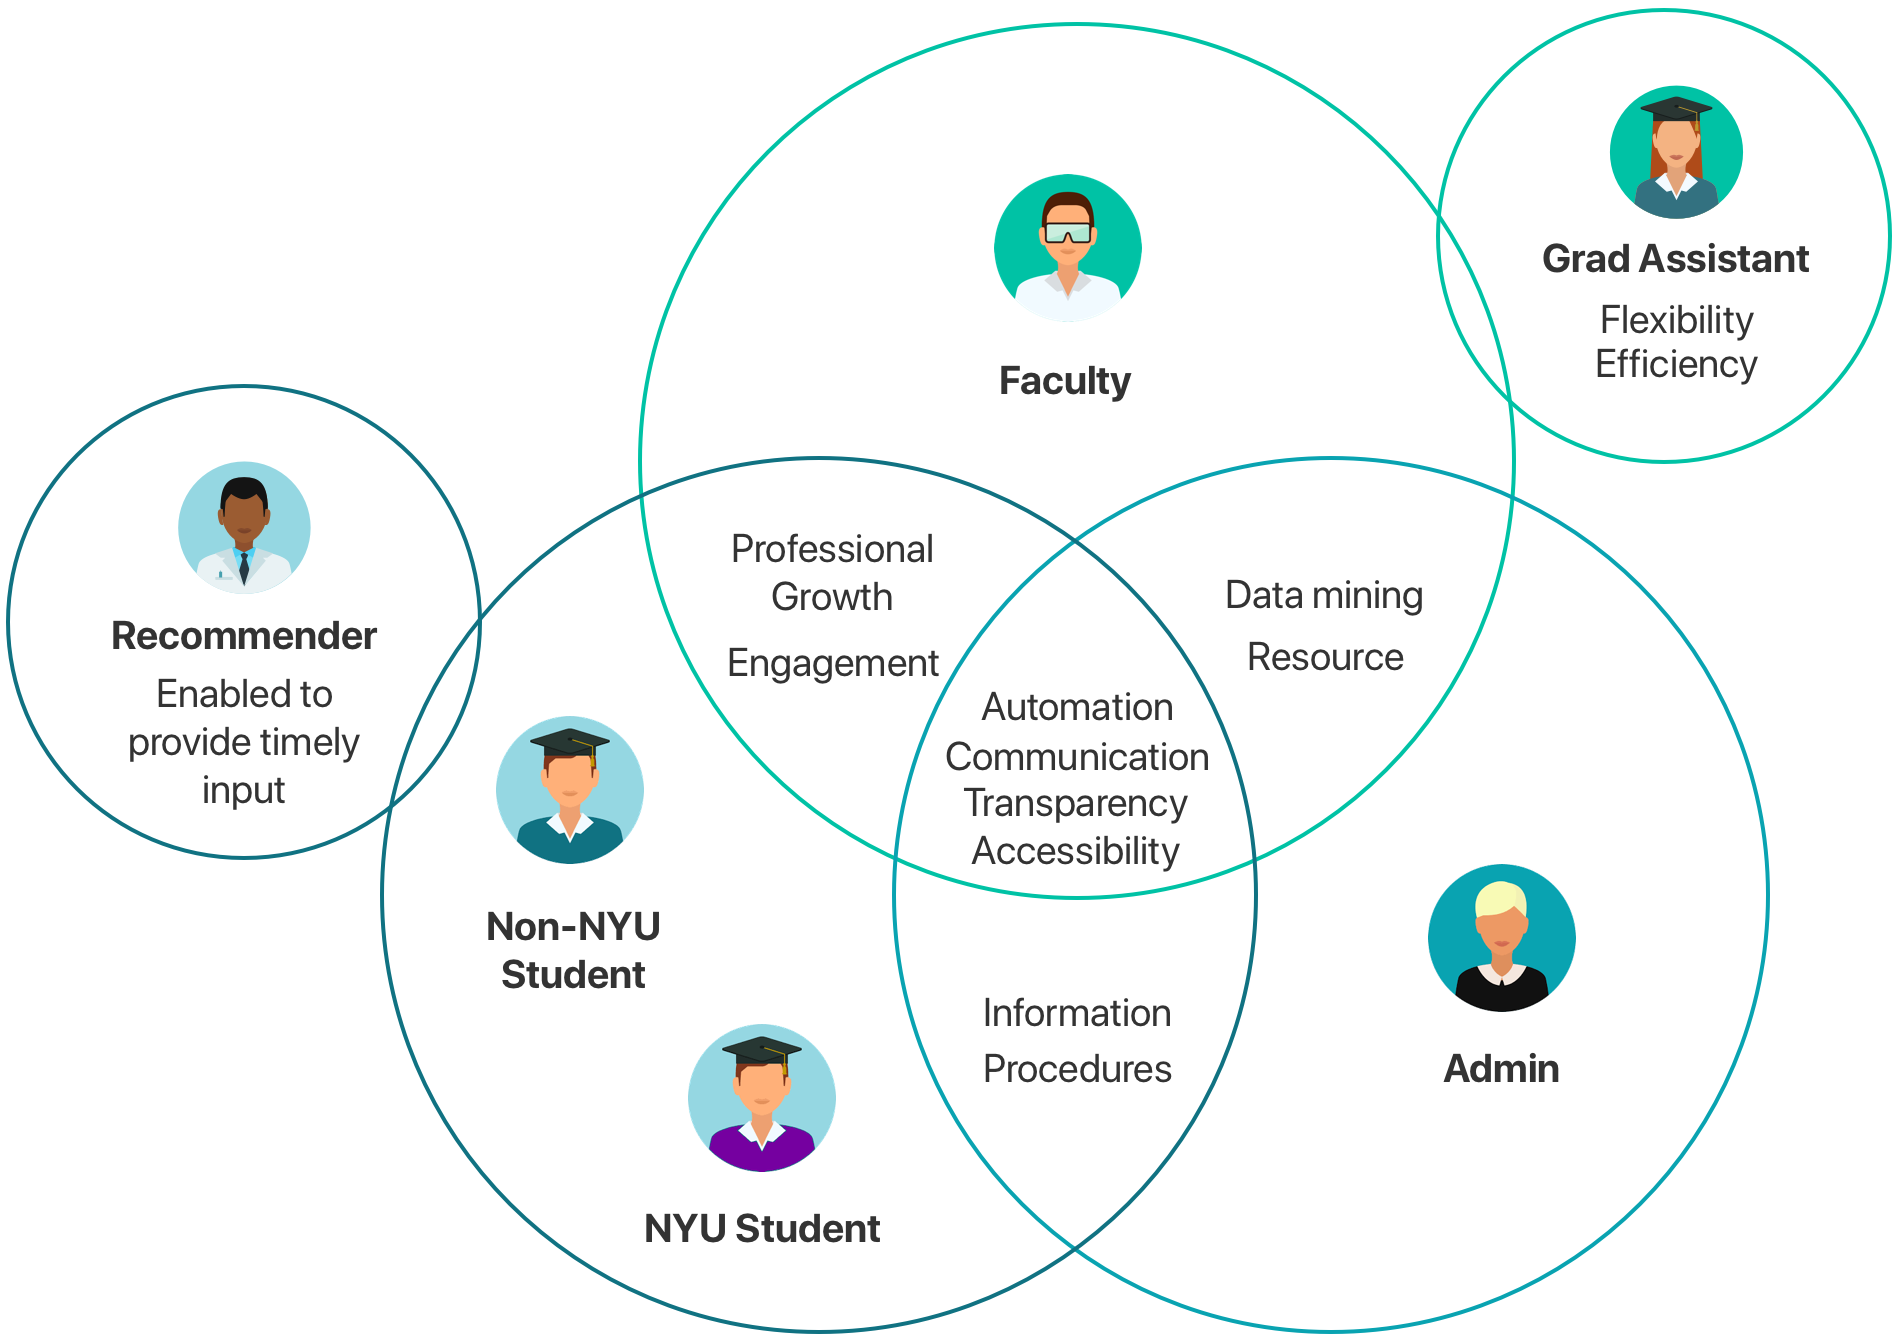 Grad Assistant
Flexibility
Efficiency
Faculty
Recommender
Enabled to
provide timely
input
Professional
Growth
Engagement
Data mining
Resource
Automation
Communication
Transparency
Accessibility
Non-NYU
Student
Information
Procedures
Admin
NYU Student